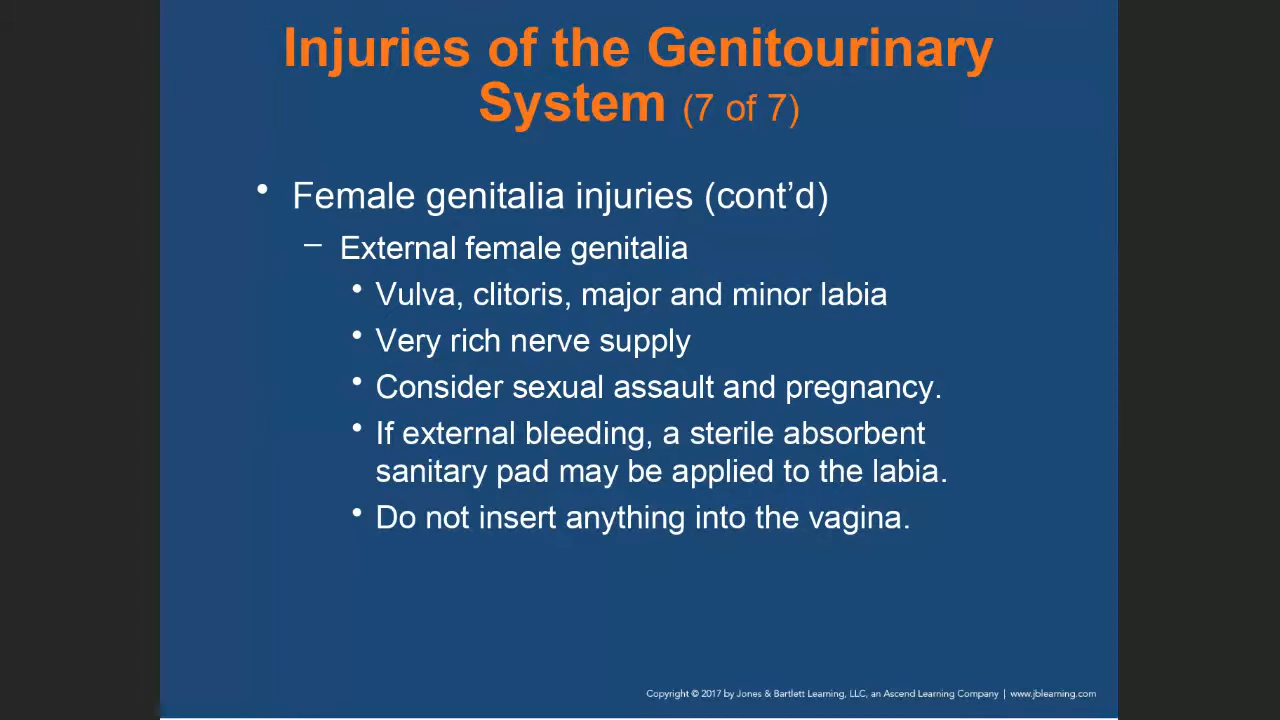 Injuries of the Genitourinary
System (7 of 7)
• Female genitalia injuries (cont’d)
– External female genitalia
• Vulva, clitoris, major and minor labia
• Very rich nerve supply
• Consider sexual assault and pregnancy.
• If external bleeding, a sterile absorbent
sanitary pad may be applied to the labia.
• Do not insert anything into the vagina.
Copyright © 2017 by Jones & Bartlett Learning, LLC, an Ascend Learning Company | www.jblearning.com